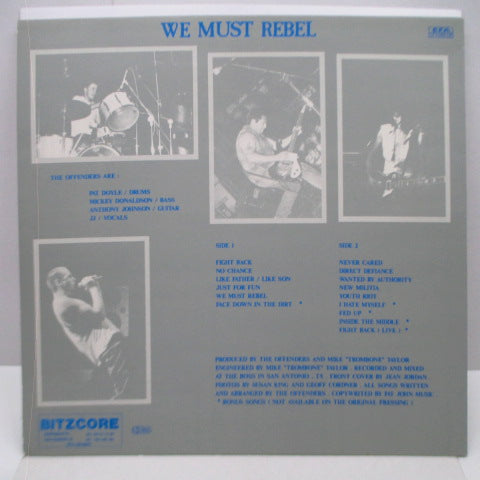 WE MUST REBEL
THE OFFENDERS ARE :
PAT DOYLE / DRUMS
MICKEY DONALDSON / BASS
ANTHONY JOHNSON / GUITAR
JJ / VOCALS
SIDE 1
FIGHT BACK
NO CHANCE
LIKE FATHER / LIKE SON
JUST FOR FUN
WE MUST REBEL
FACE DOWN IN THE DIRT *
SIDE 2
NEVER CARED
DIRECT DEFIANCE
WANTED BY AUTHORITY
NEW MILITIA
YOUTH RIOT
I HATE MYSELF *
FED UP *
INSIDE THE MIDDLE *
FIGHT BACK ( LIVE ) *
PRODUCED BY THE OFFENDERS AND MIKE "TROMBONE" TAYLOR
ENGINEERED BY MIKE "TROMBONE" TAYLOR . RECORDED AND MIXED
AT THE BOSS IN SAN ANTONIO . TX . FRONT COVER BY JEAN JORDAN
PHOTOS BY SUSAN KING AND GEOFF CORDNER . ALL SONGS WRITTEN
AND ARRANGED BY THE OFFENDERS . COPYWRITED BY PAT JOHN MUSIK
* BONUS SONGS ( NOT AVAILABLE ON THE ORIGINAL PRESSING )
BITZCORE